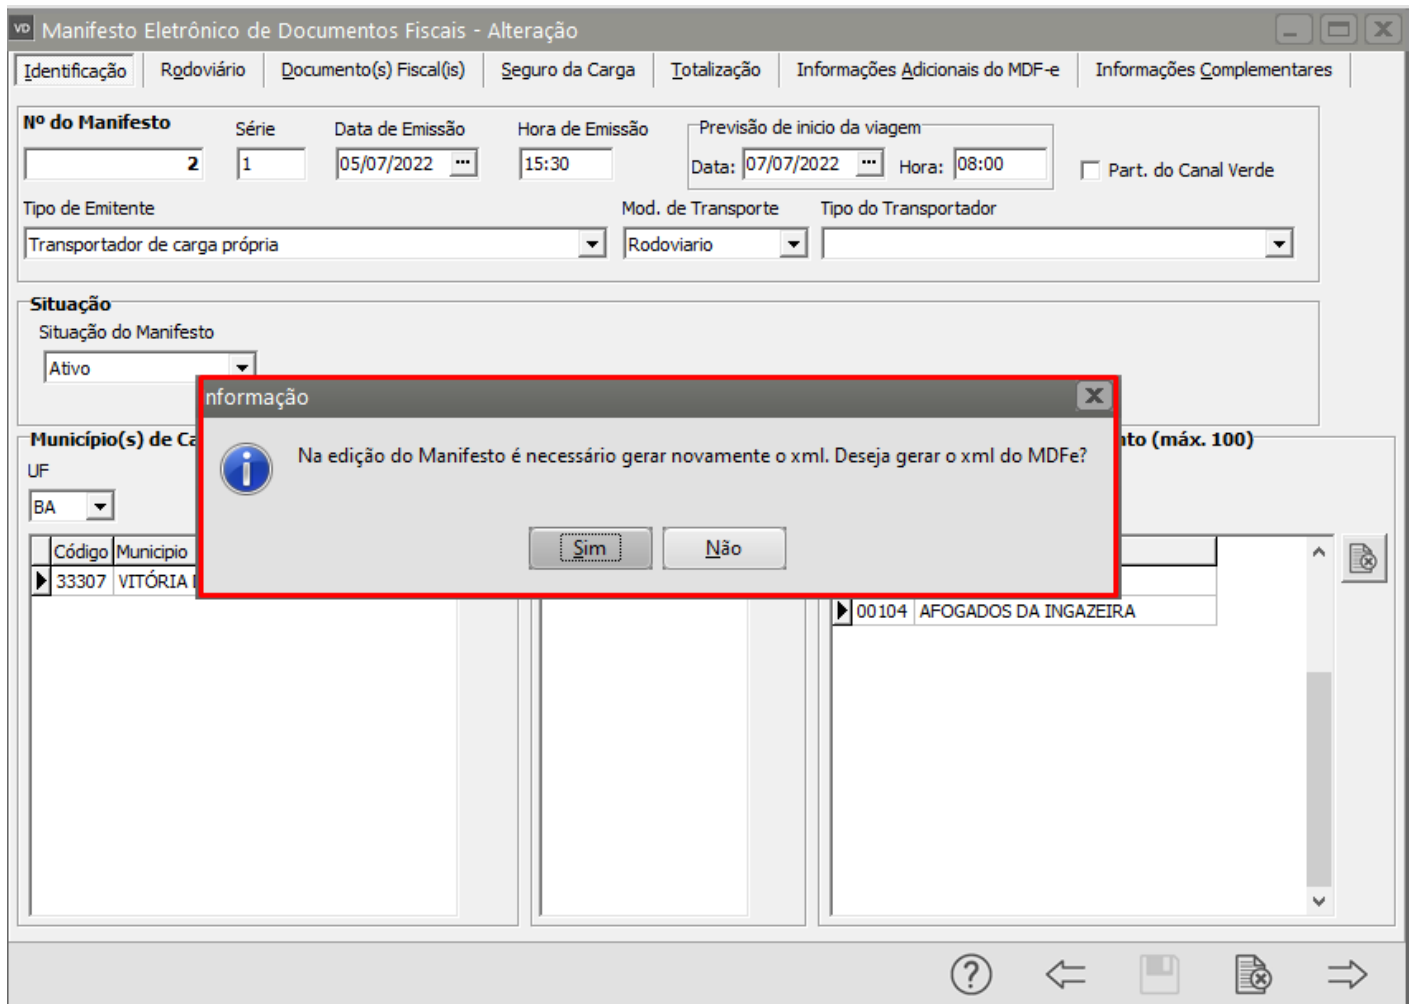 VD Manifesto Eletrônico de Documentos Fiscais - Alteração
Identificação Rodoviário Documento(s) Fiscal(is) Seguro da Carga Totalização Informações Adicionais do MDF-e Informações Complementares
Nº do Manifesto Série Data de Emissão Hora de Emissão Previsão de inicio da viagem
2 1 05/07/2022 ... 15:30 Data: 07/07/2022 ... Hora: 08:00 Part. do Canal Verde
Tipo de Emitente Mod. de Transporte Tipo do Transportador
Transportador de carga própria Rodoviario
Situação
Situação do Manifesto
Ativo
nformação
Município(s) de
(máx. 100)
Na edição do Manifesto é necessário gerar novamente o xml. Deseja gerar o xml do MDFe?
UF
BA
Sim Não
Código Municipio
33307 VITÓRIA
00104 AFOGADOS DA INGAZEIRA